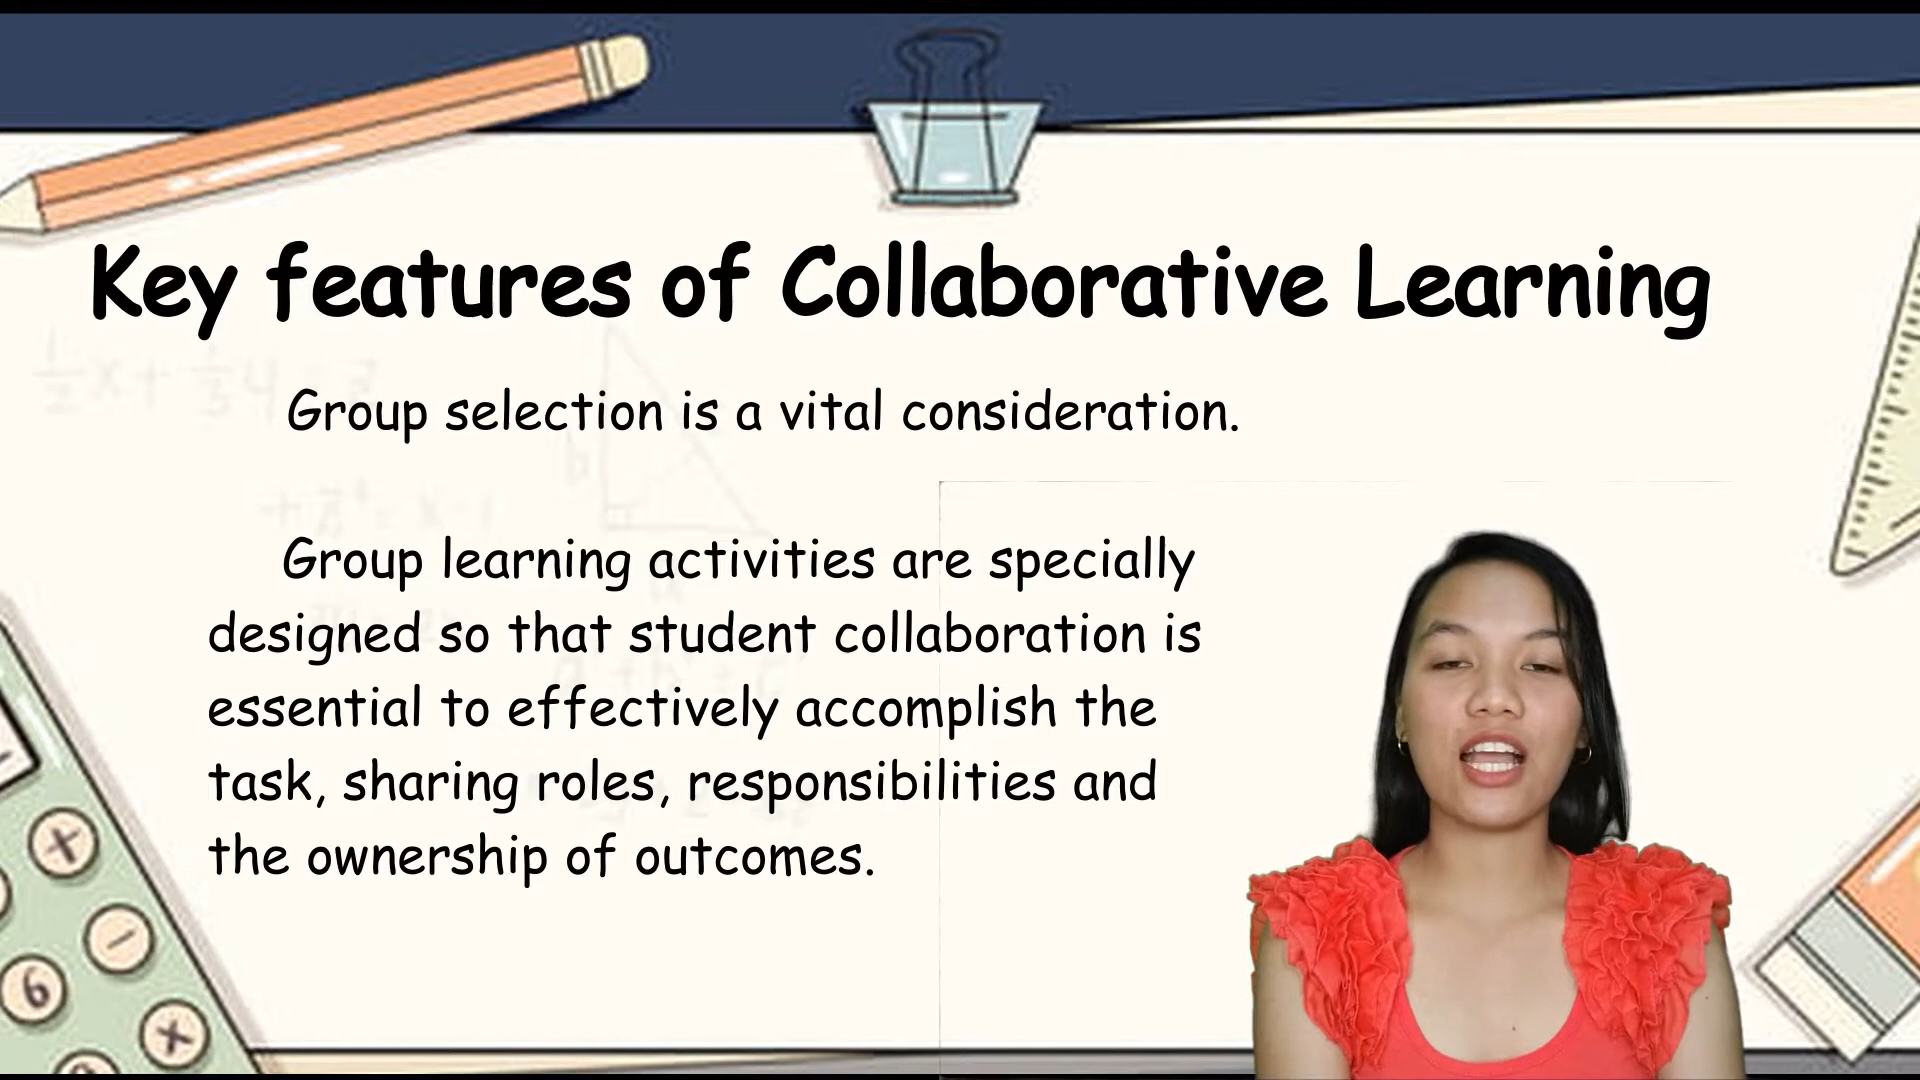 Key features of Collaborative Learning
Group selection is a vital consideration.
Group learning activities are specially
designed so that student collaboration is
essential to effectively accomplish the
task, sharing roles, responsibilities and
the ownership of outcomes.
+
−
6
×